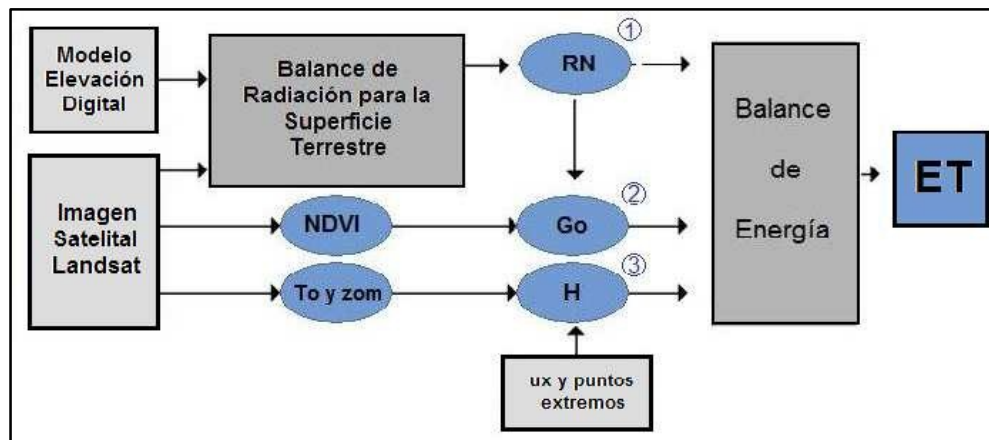 Modelo
Elevación
Digital
Balance de
Radiación para la
Superficie
Terrestre
1
RN
Balance
de
Energía
ET
Imagen
Satelital
Landsat
NDVI
2
Go
To y zom
3
H
ux y puntos
extremos